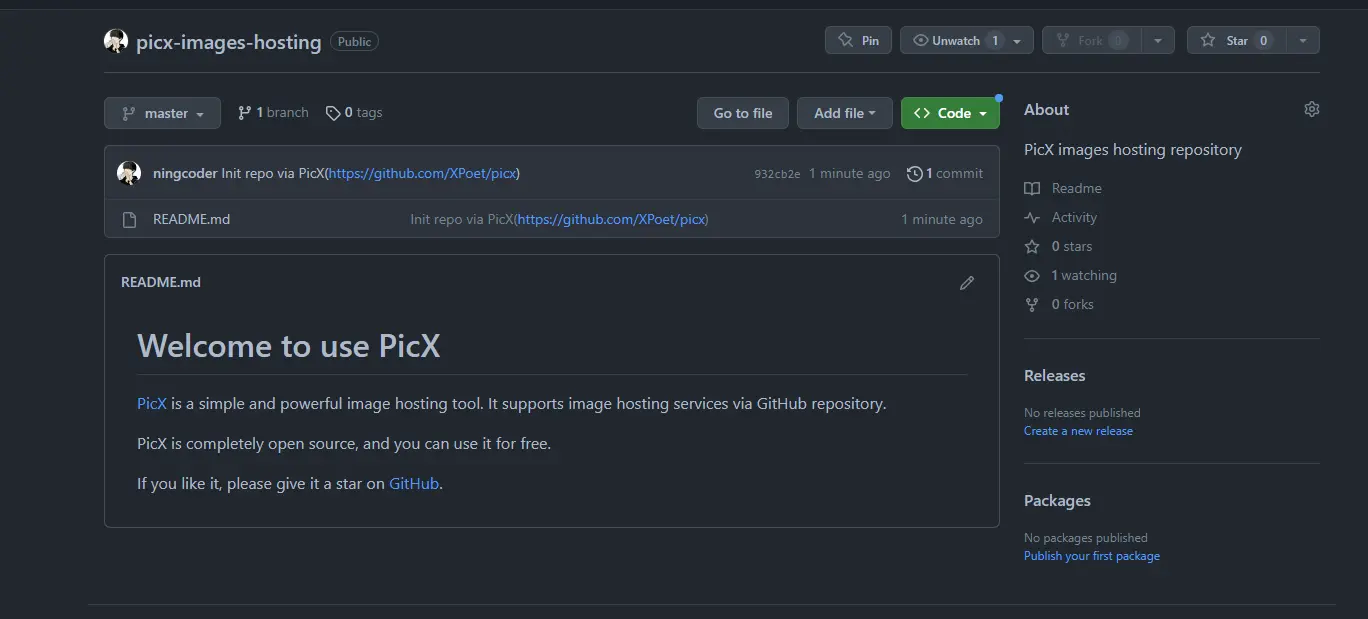 picx-images-hosting Public
Pin Unwatch 1 Fork 0 Star 0
master 1 branch 0 tags Go to file Add file Code
ningcoder Init repo via PicX(https://github.com/XPoet/picx) 932cb2e 1 minute ago 1 commit
README.md Init repo via PicX(https://github.com/XPoet/picx) 1 minute ago
README.md
Welcome to use PicX
PicX is a simple and powerful image hosting tool. It supports image hosting services via GitHub repository.
PicX is completely open source, and you can use it for free.
If you like it, please give it a star on GitHub.
About
PicX images hosting repository
Readme
Activity
0 stars
1 watching
0 forks
Releases
No releases published
Create a new release
Packages
No packages published
Publish your first package